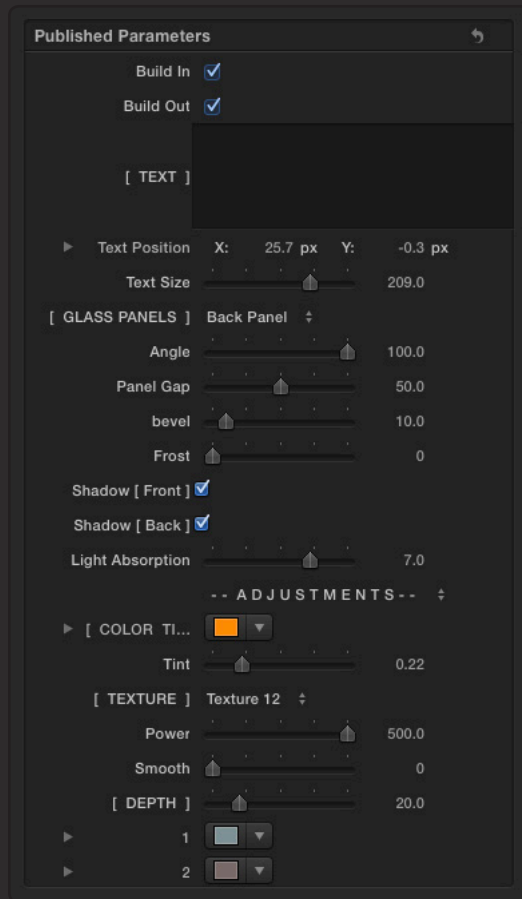 Published Parameters
Build In
Build Out
[ TEXT ]
Text Position X: 25.7 px Y: -0.3 px
Text Size 209.0
[ GLASS PANELS ] Back Panel
Angle 100.0
Panel Gap 50.0
bevel 10.0
Frost 0
Shadow [ Front ]
Shadow [ Back ]
Light Absorption 7.0
-- A D J U S T M E N T S --
[ COLOR TI...
Tint 0.22
[ TEXTURE ] Texture 12
Power 500.0
Smooth 0
[ DEPTH ] 20.0
1
2